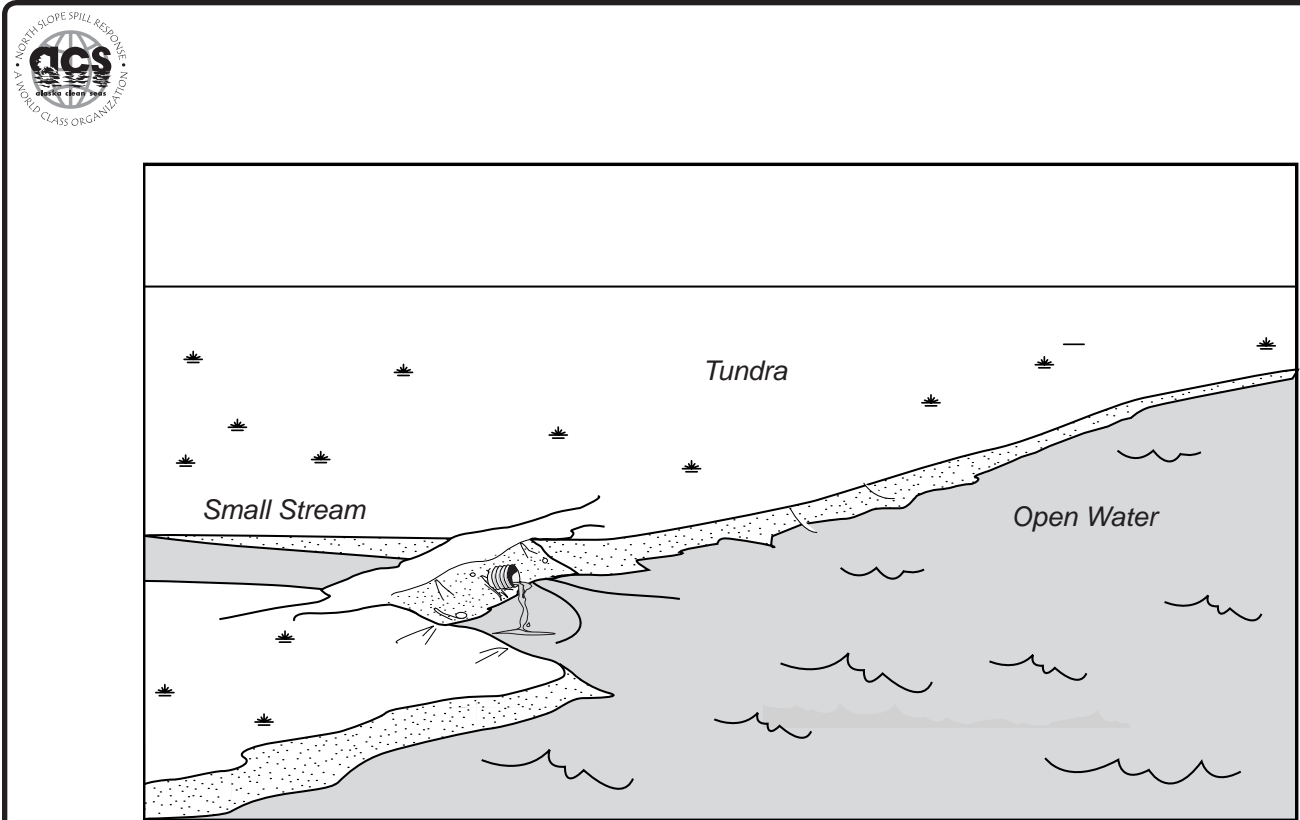 • NORTH SLOPE SPILL RESPONSE •
acs
alaska clean seas
A WORLD CLASS ORGANIZATION
Tundra
Small Stream
Open Water